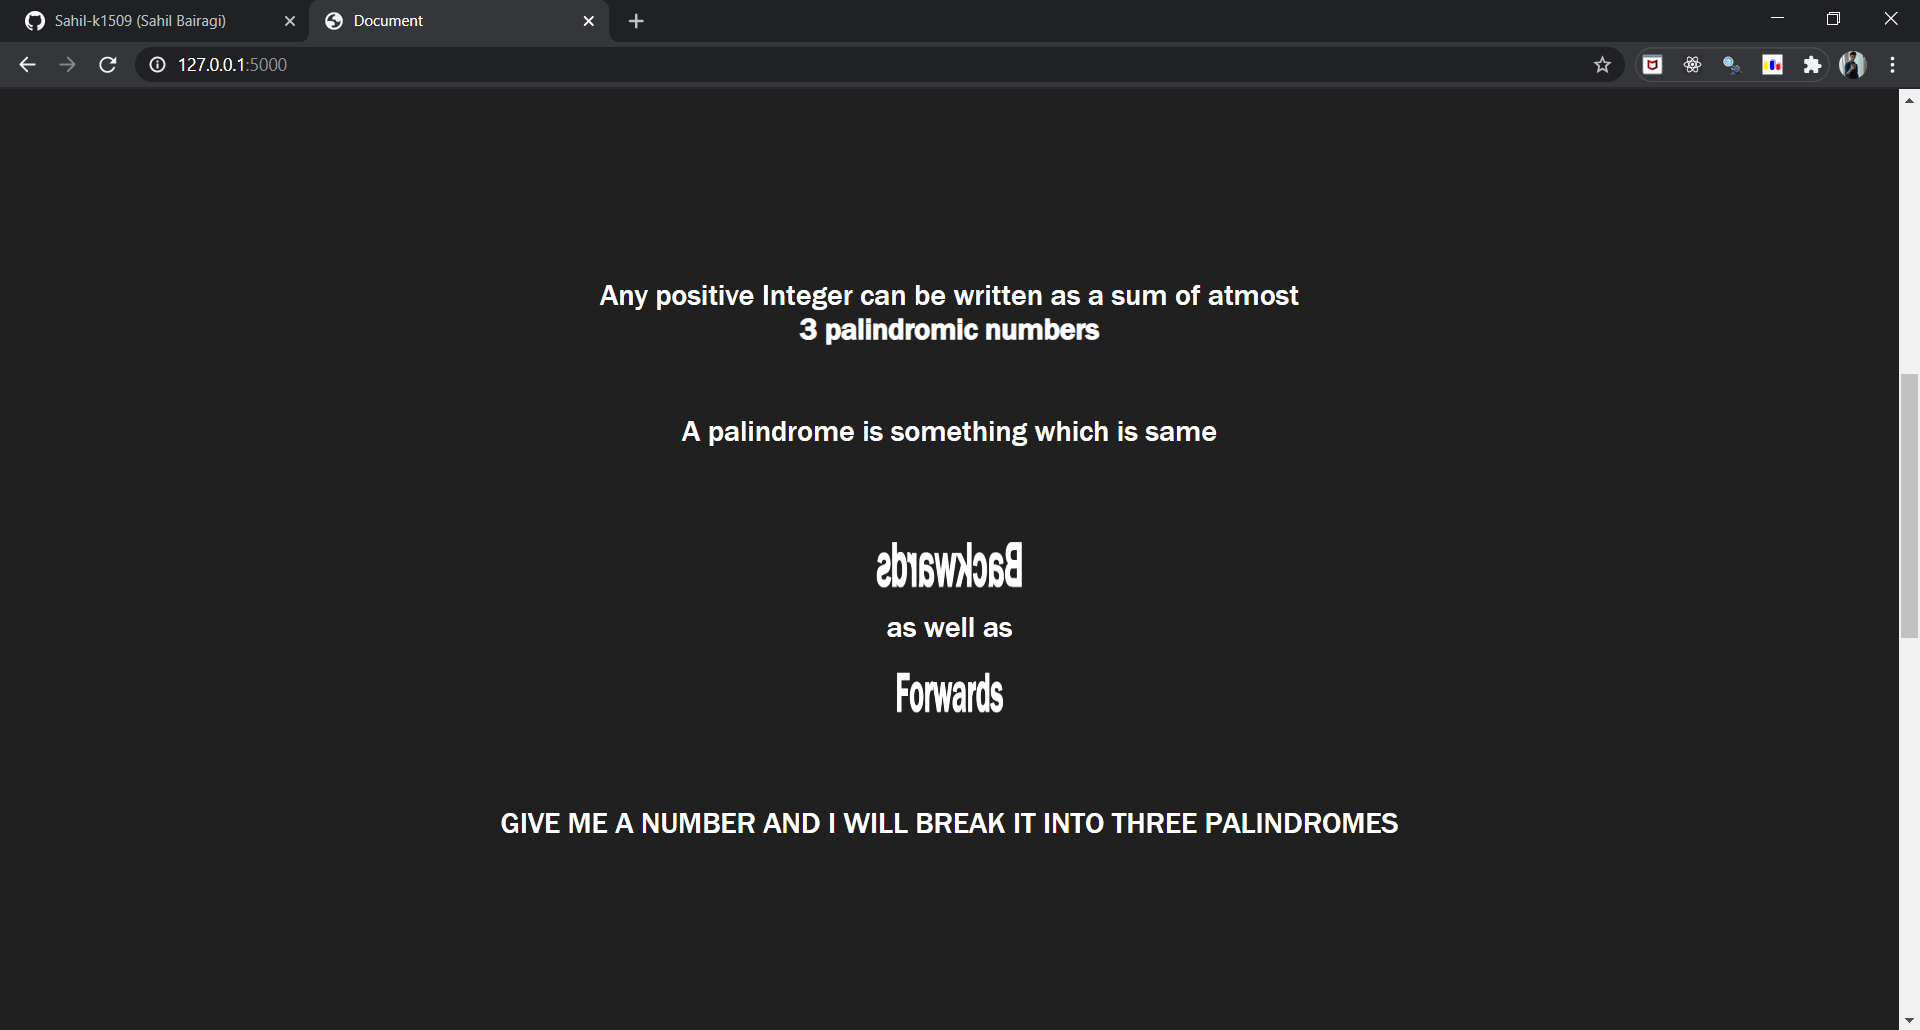 Sahil-k1509 (Sahil Bairagi)
Document
127.0.0.1:5000
Any positive Integer can be written as a sum of atmost
3 palindromic numbers
A palindrome is something which is same
Backwards
as well as
Forwards
GIVE ME A NUMBER AND I WILL BREAK IT INTO THREE PALINDROMES